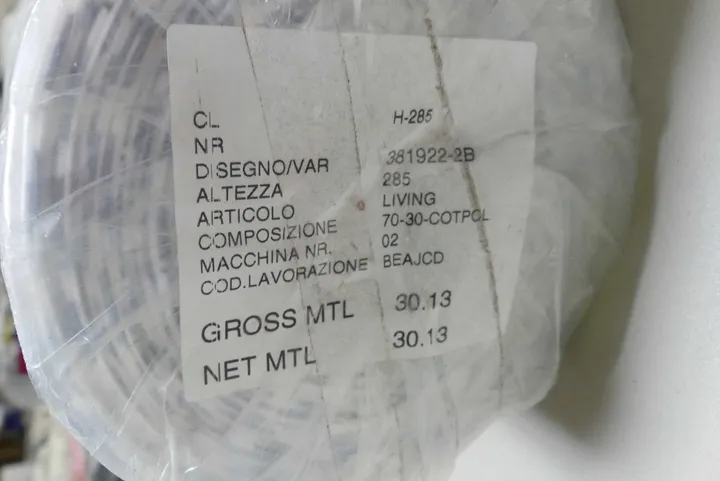 CL H-285
NR
DISEGNO/VAR 381922-2B
ALTEZZA 285
ARTICOLO LIVING
COMPOSIZIONE 70-30-COTPOL
MACCHINA NR. 02
COD.LAVORAZIONE BEAJCD
GROSS MTL 30.13
NET MTL 30.13